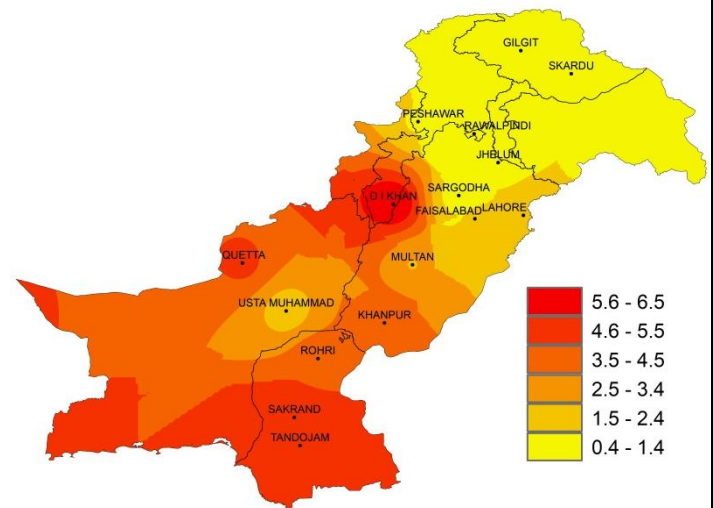 GILGIT
SKARDU
PESHAWAR
RAWALPINDI
JHELUM
D I KHAN
SARGODHA
FAISALABAD
LAHORE
QUETTA
MULTAN
USTA MUHAMMAD
KHANPUR
ROHRI
SAKRAND
TANDOJAM
5.6 - 6.5
4.6 - 5.5
3.5 - 4.5
2.5 - 3.4
1.5 - 2.4
0.4 - 1.4